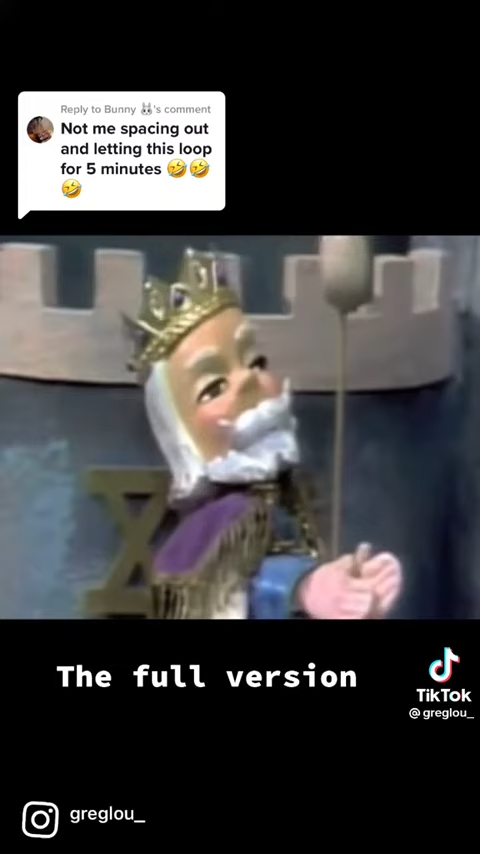 Reply to Bunny 🐰's comment
Not me spacing out
and letting this loop
for 5 minutes 🤣🤣
🤣
X
The full version
TikTok
@ greglou_
greglou_